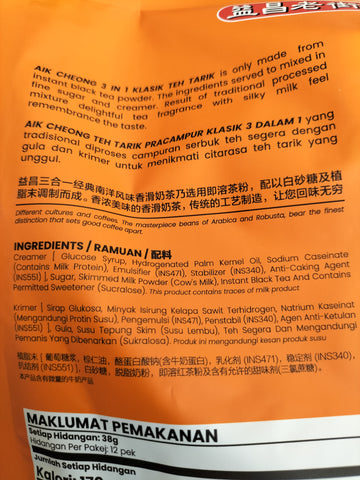 益昌老街
AIK CHEONG 3 IN 1 KLASIK TEH TARIK is only made from
instant black tea powder. The ingredients served to mixed in
fine sugar and creamer. Result of traditional processed
mixture delightful tea fragrance with silky milk feel
remembrance the taste.
AIK CHEONG TEH TARIK PRACAMPUR KLASIK 3 DALAM 1 yang
tradisional diproses campuran serbuk teh segera dengan
gula dan krimer untuk menikmati citarasa teh tarik yang
unggul.
益昌三合一经典南洋风味香滑奶茶乃选用即溶茶粉，配以白砂糖及植
脂末调制而成。香浓美味的香滑奶茶，传统的工艺制造，让您回味无穷
Different cultures and coffees. The masterpiece beans of Arabica and Robusta, bear the finest
distinction that sets good coffee apart.
INGREDIENTS / RAMUAN / 配料
Creamer [ Glucose Syrup, Hydrogenated Palm Kernel Oil, Sodium Caseinate
(Contains Milk Protein), Emulsifier (INS471), Stabilizer (INS340), Anti-Caking Agent
(INS551) ], Sugar, Skimmed Milk Powder (Cow's Milk), Instant Black Tea And Contains
Permitted Sweetener (Sucralose). This product contains traces of milk product
Krimer [ Sirap Glukosa, Minyak Isirung Kelapa Sawit Terhidrogen, Natrium Kaseinat
(Mengandungi Protin Susu), Pengemulsi (INS471), Penstabil (INS340), Agen Anti-Ketulan
(INS551) ], Gula, Susu Tepung Skim (Susu Lembu), Teh Segera Dan Mengandungi
Pemanis Yang Dibenarkan (Sukralosa). Produk ini mengandungi kesan produk susu
植脂末 [ 葡萄糖浆，棕仁油，酪蛋白酸钠(含牛奶蛋白)，乳化剂 (INS471)，稳定剂 (INS340)，
抗结剂 (INS551) ]，白砂糖，脱脂奶粉，即溶红茶粉及含有允许的甜味剂(三氯蔗糖)。
本产品含有微量的牛奶产品
MAKLUMAT PEMAKANAN
Setiap Hidangan: 38g
Hidangan Per Pakej: 12 pek
Jumlah Setiap Hidangan
Kalori: